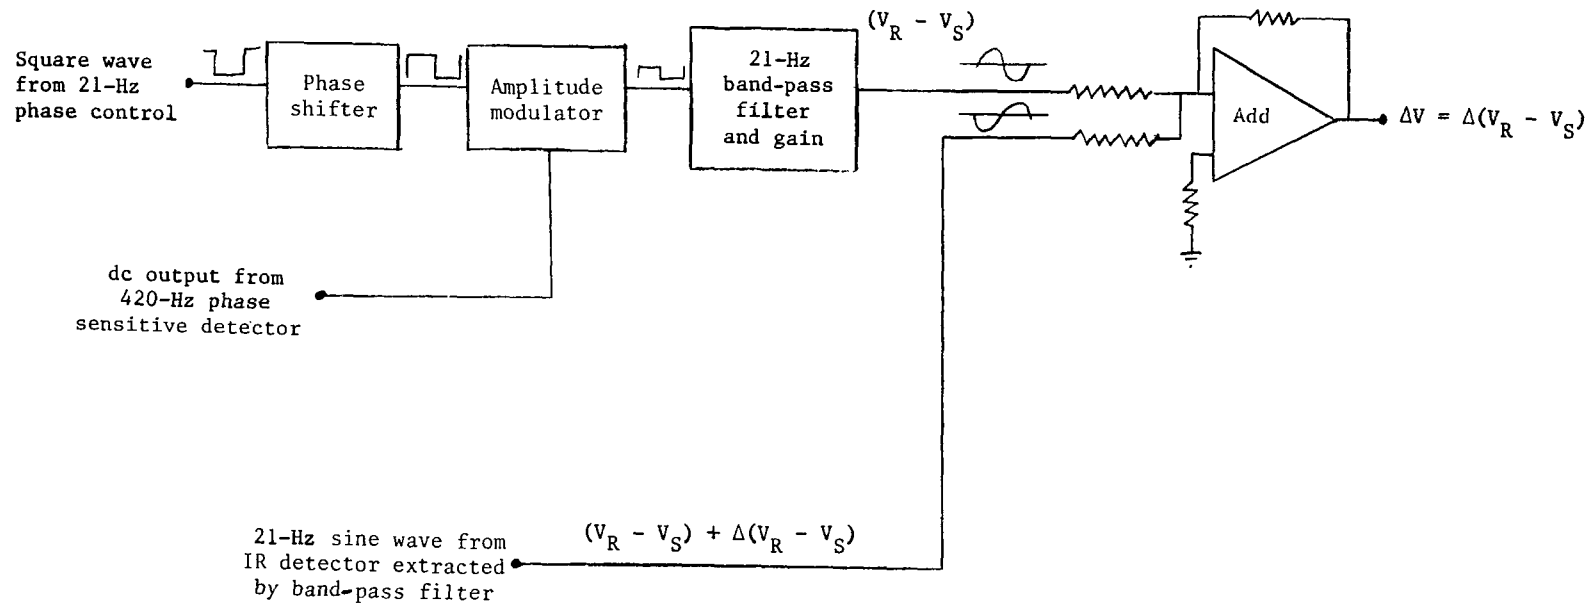 Square wave
from 21-Hz
phase control
Phase
shifter
Amplitude
modulator
21-Hz
band-pass
filter
and gain
(V_R - V_S)
Add
ΔV = Δ(V_R - V_S)
dc output from
420-Hz phase
sensitive detector
21-Hz sine wave from
IR detector extracted
by band-pass filter
(V_R - V_S) + Δ(V_R - V_S)